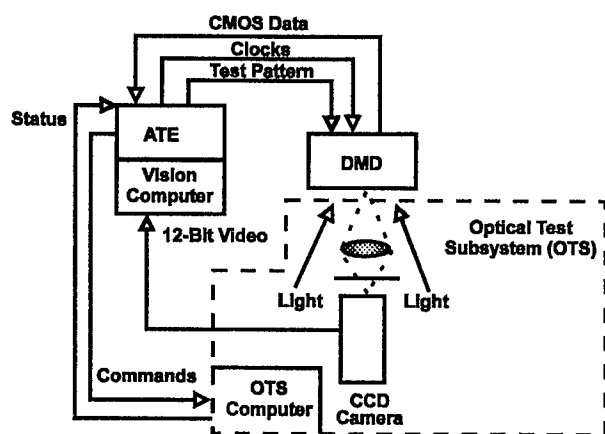 CMOS Data
Clocks
Test Pattern
Status
ATE
DMD
Vision
Computer
12-Bit Video
Optical Test
Subsystem (OTS)
Light
Light
Commands
OTS
Computer
CCD
Camera